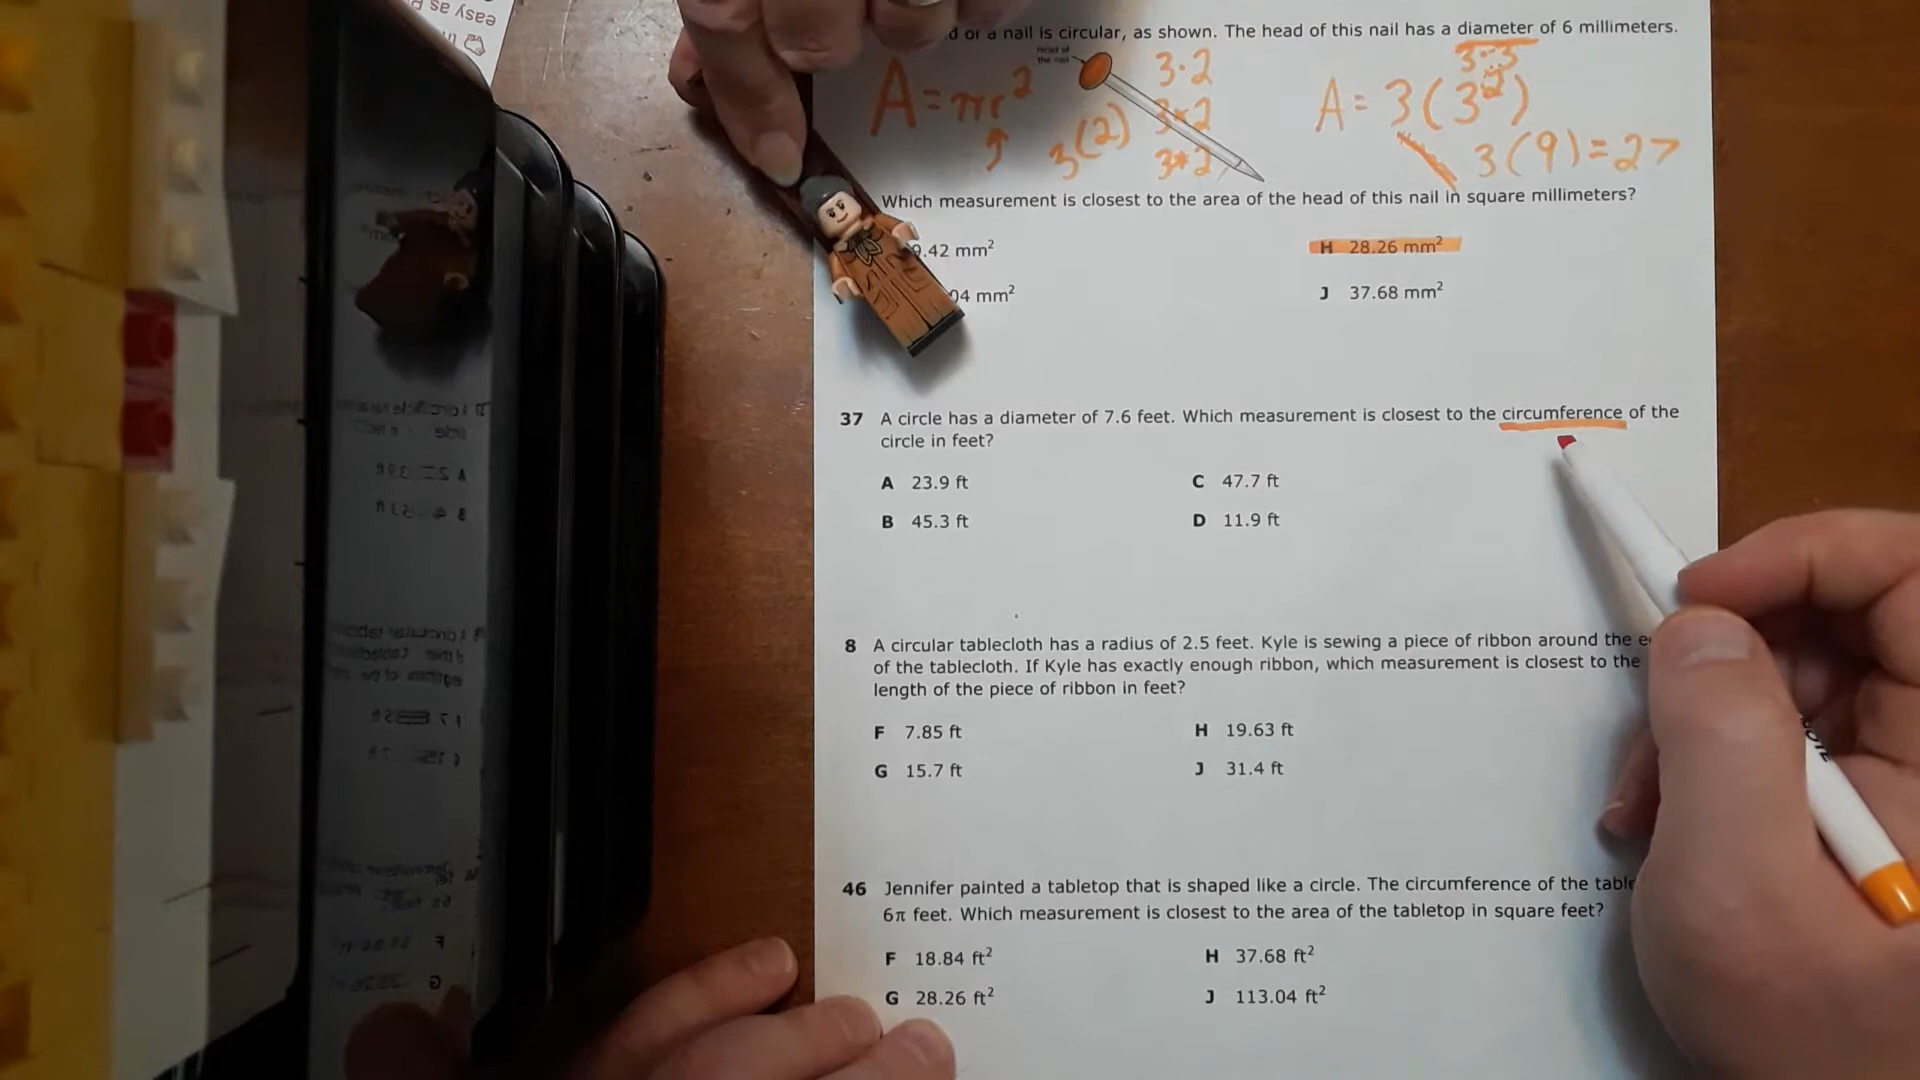 easy as
or a nail is circular, as shown. The head of this nail has a diameter of 6 millimeters.
head of
the nail
A=πr²
3(2)
3·2
3×2
3*2
3·3
A=3(3²)
3(9)=27
Which measurement is closest to the area of the head of this nail in square millimeters?
.42 mm²
04 mm²
H 28.26 mm²
J 37.68 mm²
37 A circle has a diameter of 7.6 feet. Which measurement is closest to the circumference of the
circle in feet?
A 23.9 ft
B 45.3 ft
C 47.7 ft
D 11.9 ft
8 A circular tablecloth has a radius of 2.5 feet. Kyle is sewing a piece of ribbon around the
of the tablecloth. If Kyle has exactly enough ribbon, which measurement is closest to the
length of the piece of ribbon in feet?
F 7.85 ft
G 15.7 ft
H 19.63 ft
J 31.4 ft
46 Jennifer painted a tabletop that is shaped like a circle. The circumference of the
6π feet. Which measurement is closest to the area of the tabletop in square feet?
F 18.84 ft²
G 28.26 ft²
H 37.68 ft²
J 113.04 ft²